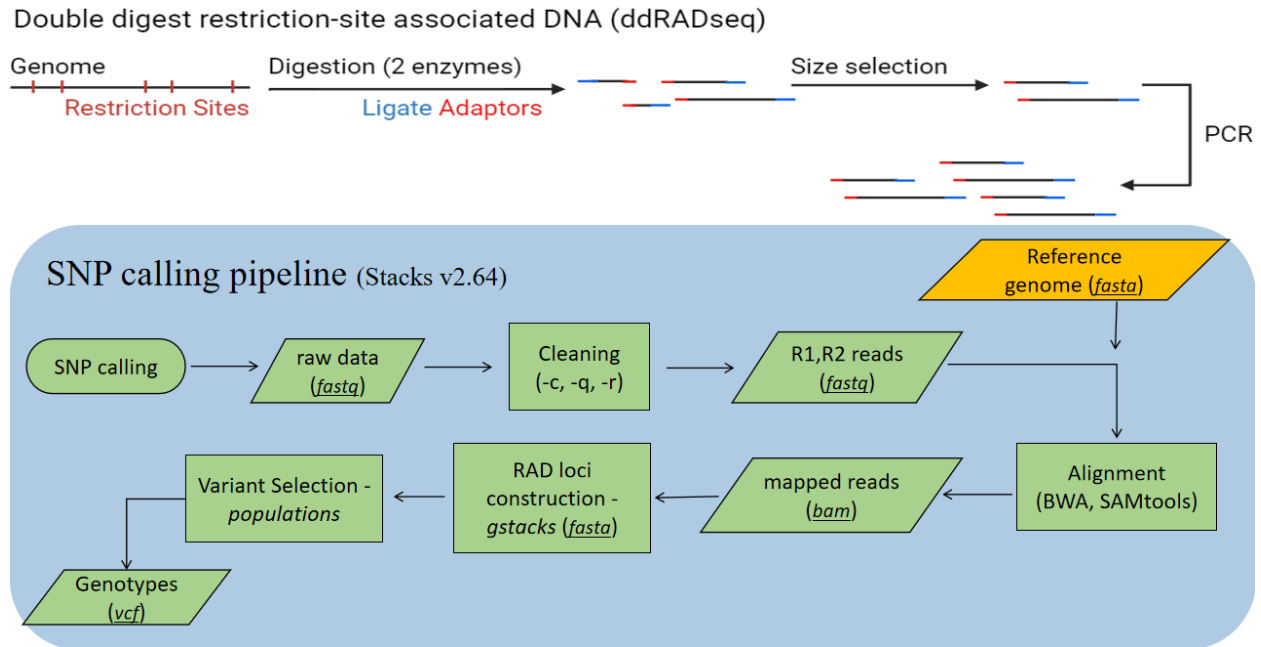 Double digest restriction-site associated DNA (ddRADseq)
Genome
Restriction Sites
Digestion (2 enzymes)
Ligate Adaptors
Size selection
PCR
SNP calling pipeline (Stacks v2.64)
Reference
genome (fasta)
SNP calling
raw data
(fastq)
Cleaning
(-c, -q, -r)
R1,R2 reads
(fastq)
Alignment
(BWA, SAMtools)
mapped reads
(bam)
RAD loci
construction -
gstacks (fasta)
Variant Selection -
populations
Genotypes
(vcf)